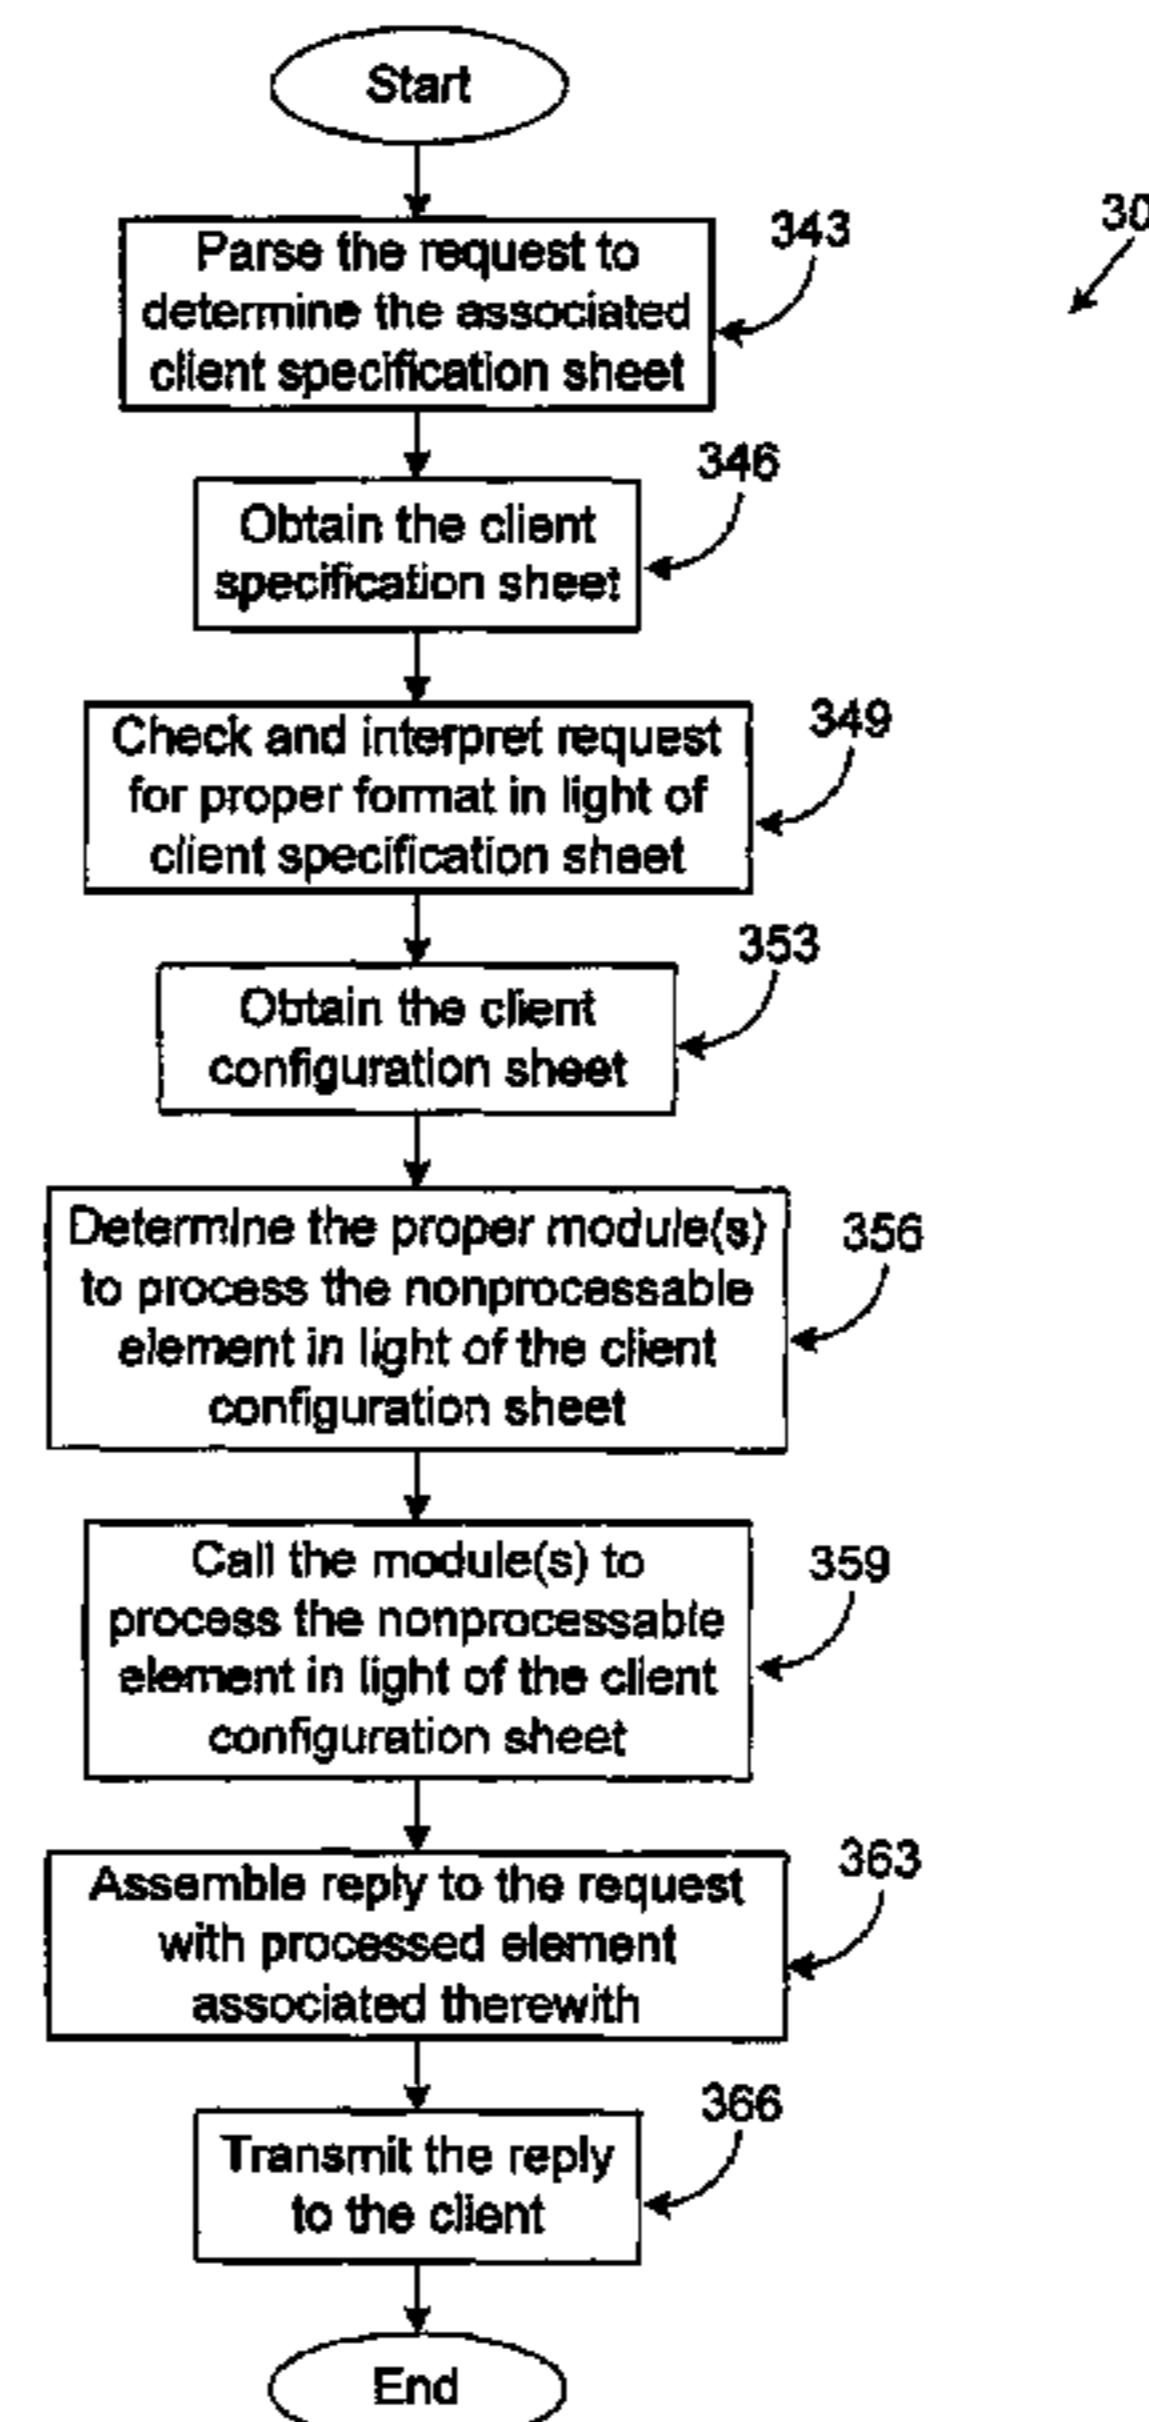 Start
Parse the request to
determine the associated
client specification sheet
343
30
Obtain the client
specification sheet
346
Check and interpret request
for proper format in light of
client specification sheet
349
Obtain the client
configuration sheet
353
Determine the proper module(s)
to process the nonprocessable
element in light of the client
configuration sheet
356
Call the module(s) to
process the nonprocessable
element in light of the client
configuration sheet
359
Assemble reply to the request
with processed element
associated therewith
363
Transmit the reply
to the client
366
End